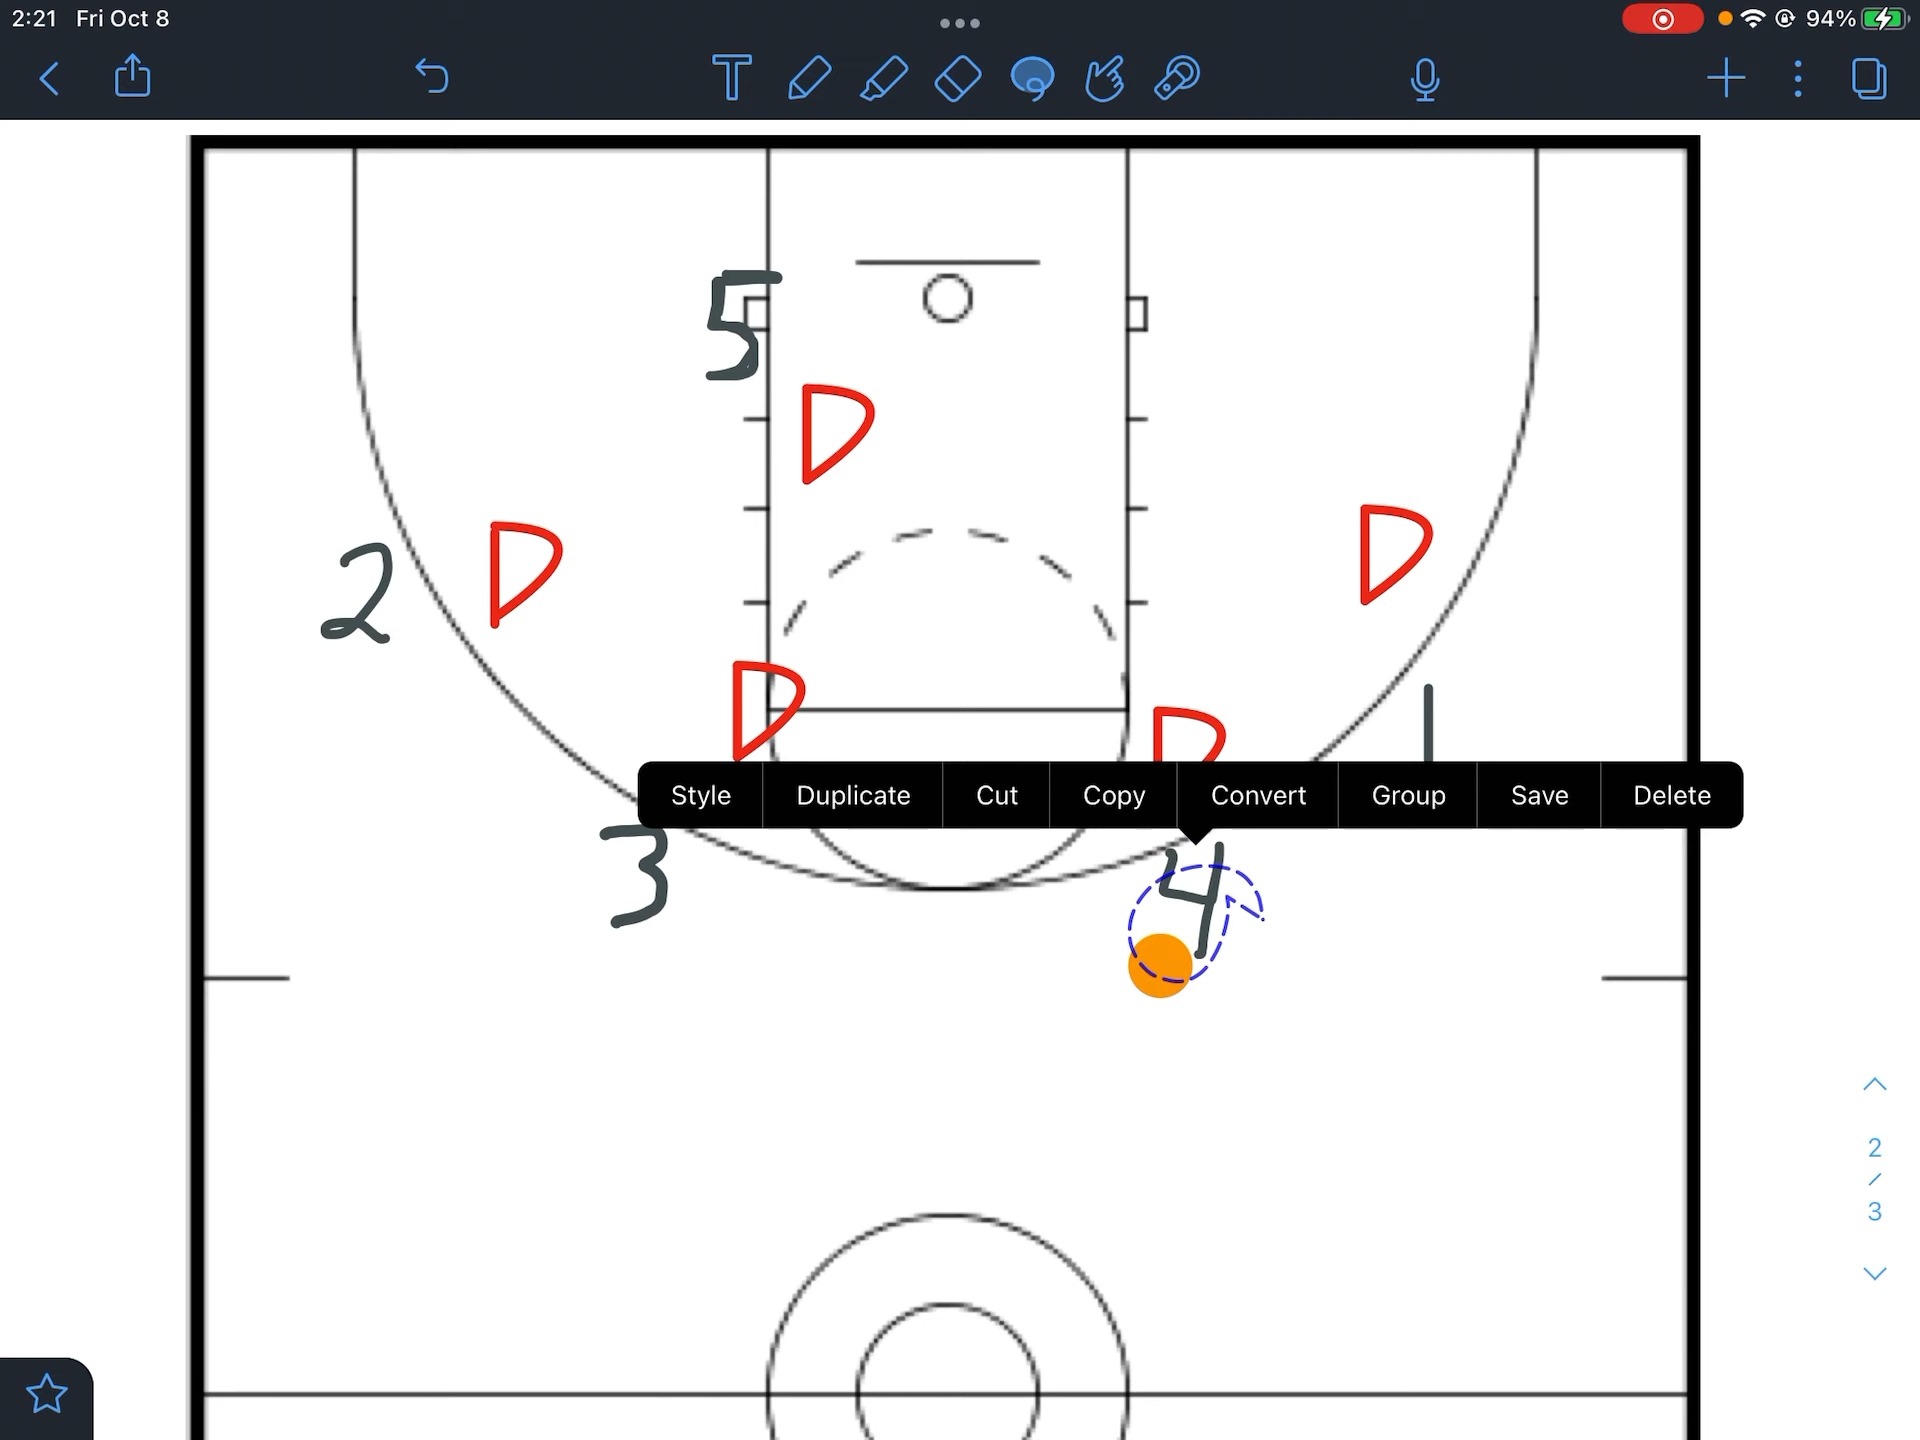 2:21 Fri Oct 8
94%
T
5
D
D
D
2
D
D
1
Style Duplicate Cut Copy Convert Group Save Delete
3
4
2
/
3